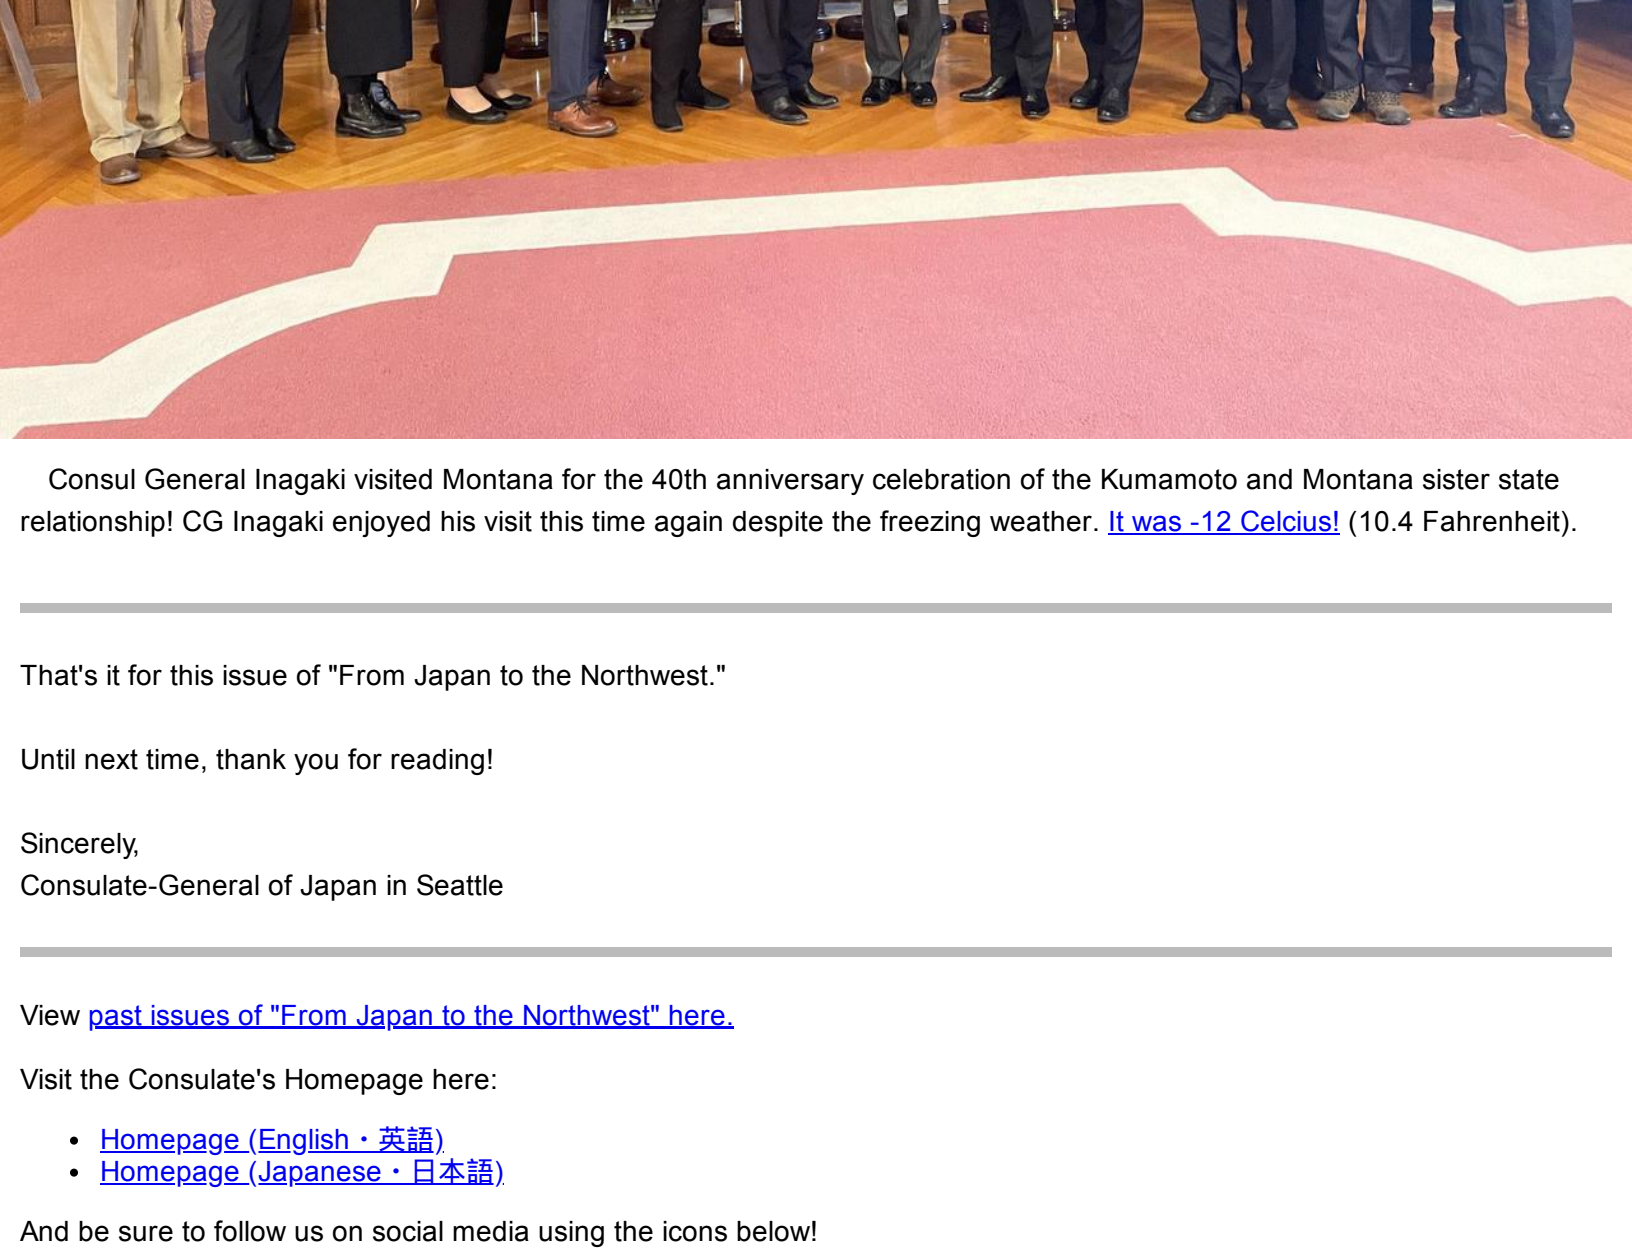 Consul General Inagaki visited Montana for the 40th anniversary celebration of the Kumamoto and Montana sister state
relationship! CG Inagaki enjoyed his visit this time again despite the freezing weather. It was -12 Celcius! (10.4 Fahrenheit).
That's it for this issue of "From Japan to the Northwest."
Until next time, thank you for reading!
Sincerely,
Consulate-General of Japan in Seattle
View past issues of "From Japan to the Northwest" here.
Visit the Consulate's Homepage here:
• Homepage (English・英語)
• Homepage (Japanese・日本語)
And be sure to follow us on social media using the icons below!